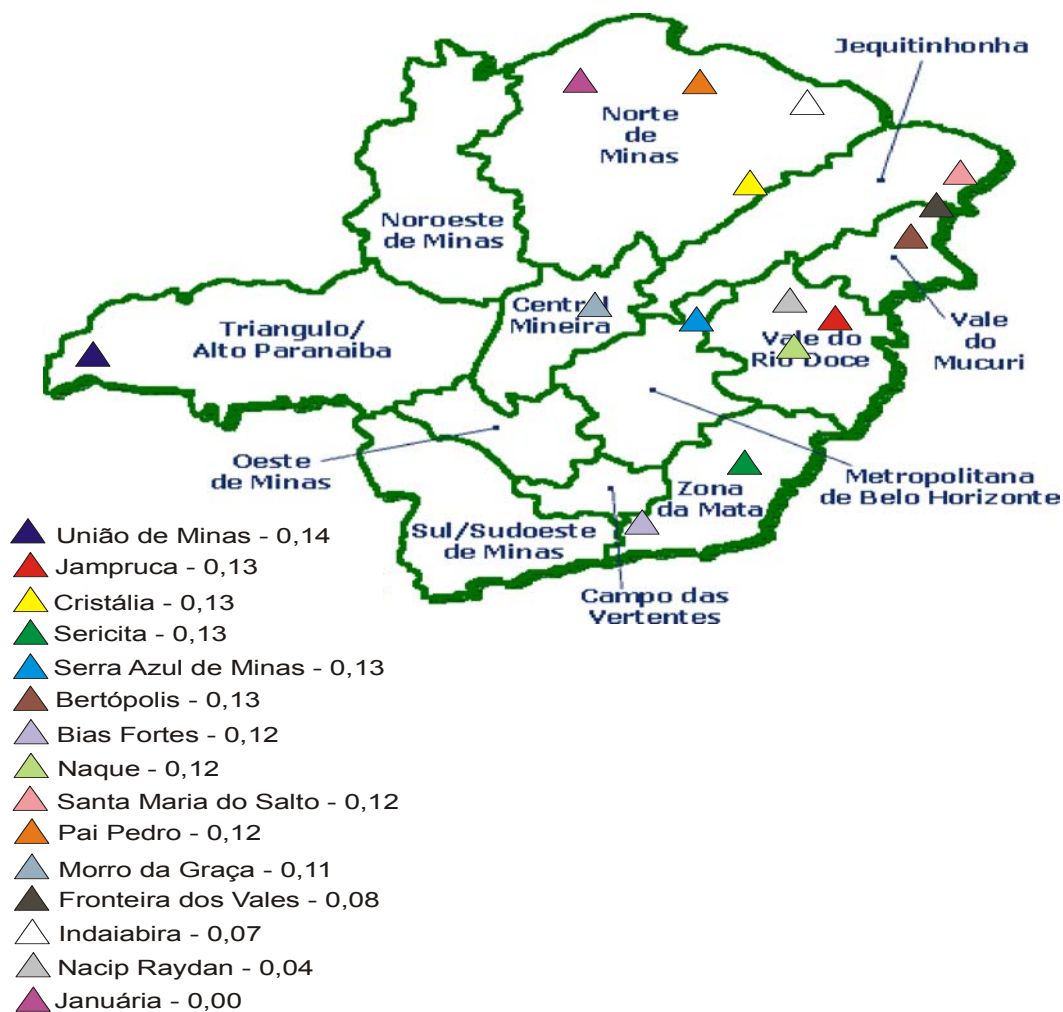 Jequitinhonha
Norte
de
Minas
Noroeste
de Minas
Central
Mineira
Triangulo/
Alto Paranaiba
Vale do
Rio Doce
Vale
do
Mucuri
Oeste
de Minas
Metropolitana
de Belo Horizonte
Zona
da Mata
Sul/Sudoeste
de Minas
Campo das
Vertentes
União de Minas - 0,14
Jampruca - 0,13
Cristália - 0,13
Sericita - 0,13
Serra Azul de Minas - 0,13
Bertópolis - 0,13
Bias Fortes - 0,12
Naque - 0,12
Santa Maria do Salto - 0,12
Pai Pedro - 0,12
Morro da Graça - 0,11
Fronteira dos Vales - 0,08
Indaiabira - 0,07
Nacip Raydan - 0,04
Januária - 0,00